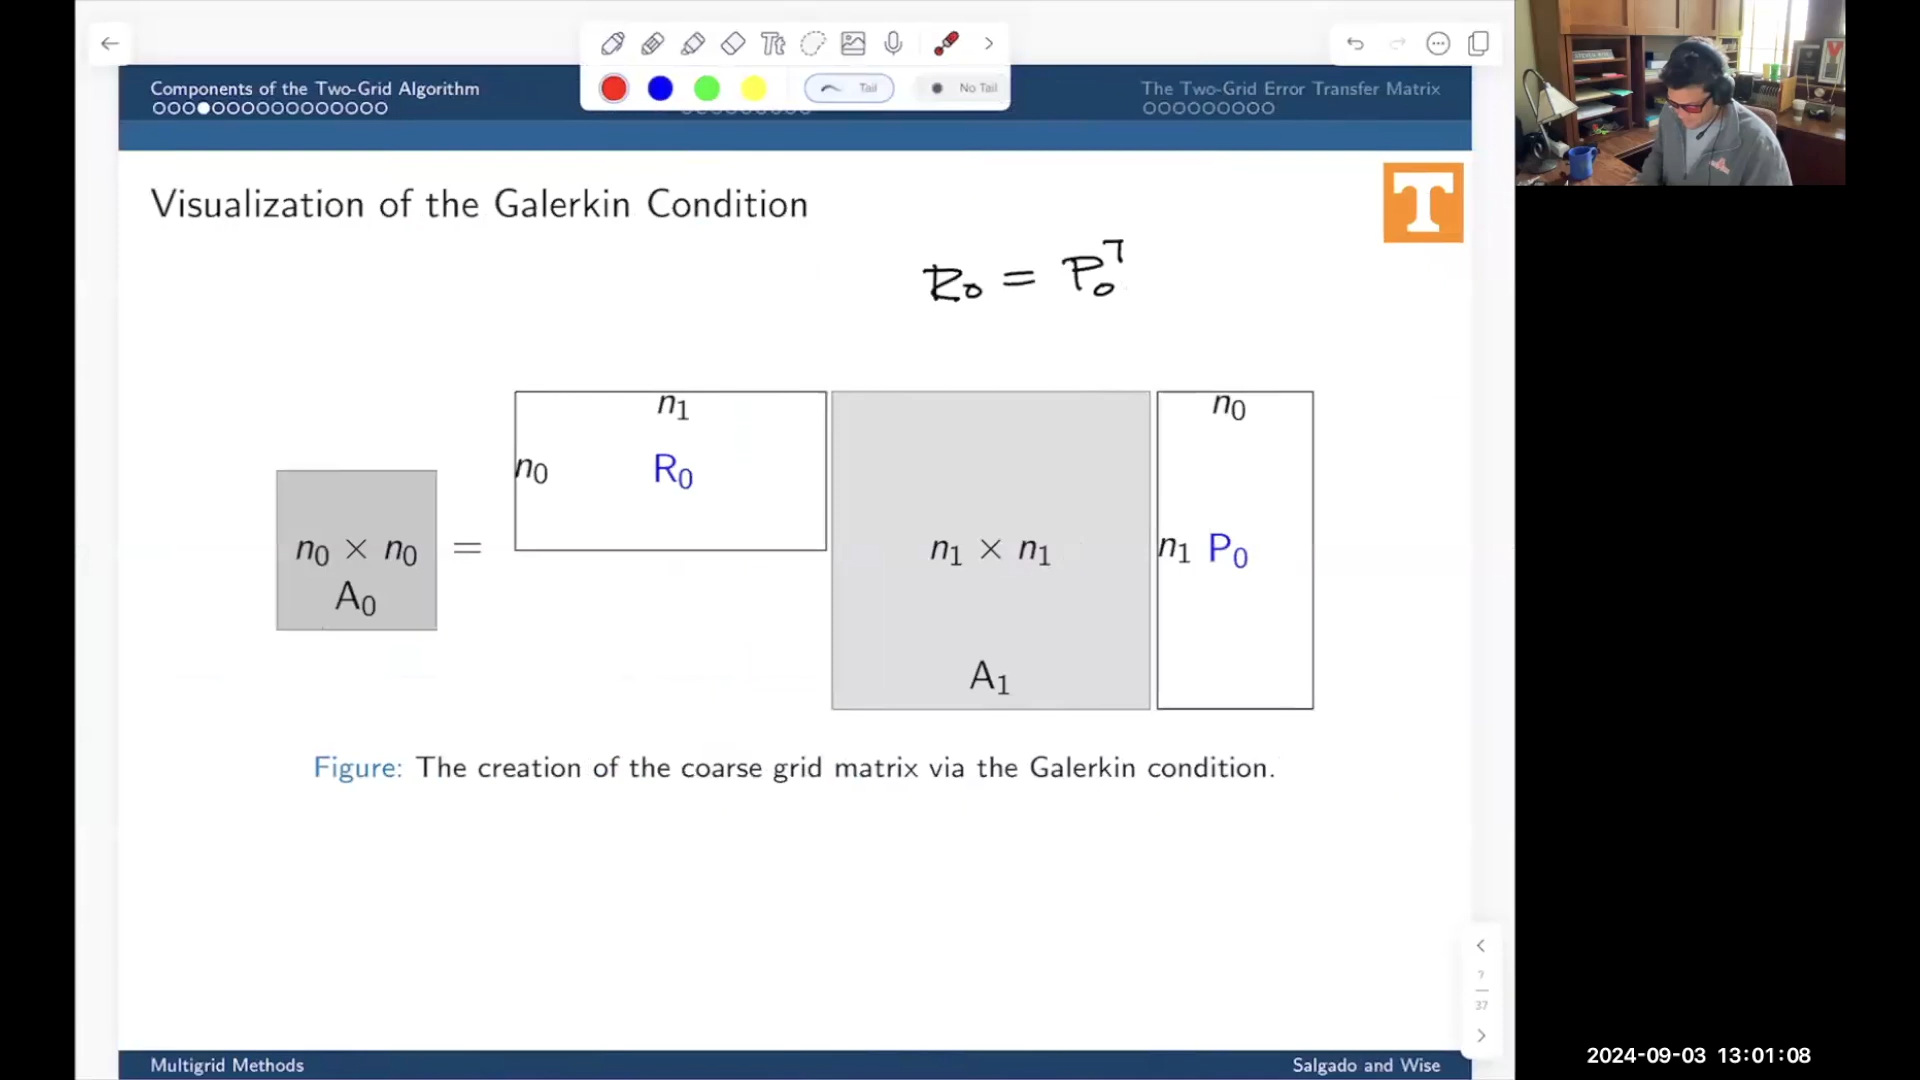 Tt
Tail
No Tail
Components of the Two-Grid Algorithm
The Two-Grid Error Transfer Matrix
Visualization of the Galerkin Condition
T
R₀ = P₀ᵀ
n₁
n₀
n₀ R₀
n₀ × n₀ = n₁ × n₁ n₁ P₀
A₀
A₁
Figure: The creation of the coarse grid matrix via the Galerkin condition.
7
37
Multigrid Methods
Salgado and Wise
2024-09-03 13:01:08